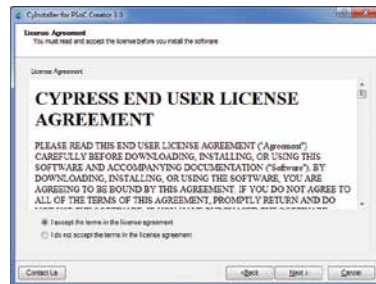 CyInstaller for PSoC Creator 3.0
License Agreement
You must read and accept the license before you install the software
License Agreement
CYPRESS END USER LICENSE
AGREEMENT
PLEASE READ THIS END USER LICENSE AGREEMENT ("Agreement")
CAREFULLY BEFORE DOWNLOADING, INSTALLING, OR USING THIS
SOFTWARE AND ACCOMPANYING DOCUMENTATION ("Software"). BY
DOWNLOADING, INSTALLING, OR USING THE SOFTWARE, YOU ARE
AGREEING TO BE BOUND BY THIS AGREEMENT. IF YOU DO NOT AGREE TO
ALL OF THE TERMS OF THIS AGREEMENT, PROMPTLY RETURN AND DO
I accept the terms in the license agreement
I do not accept the terms in the license agreement
Contact Us
<Back
Next >
Cancel